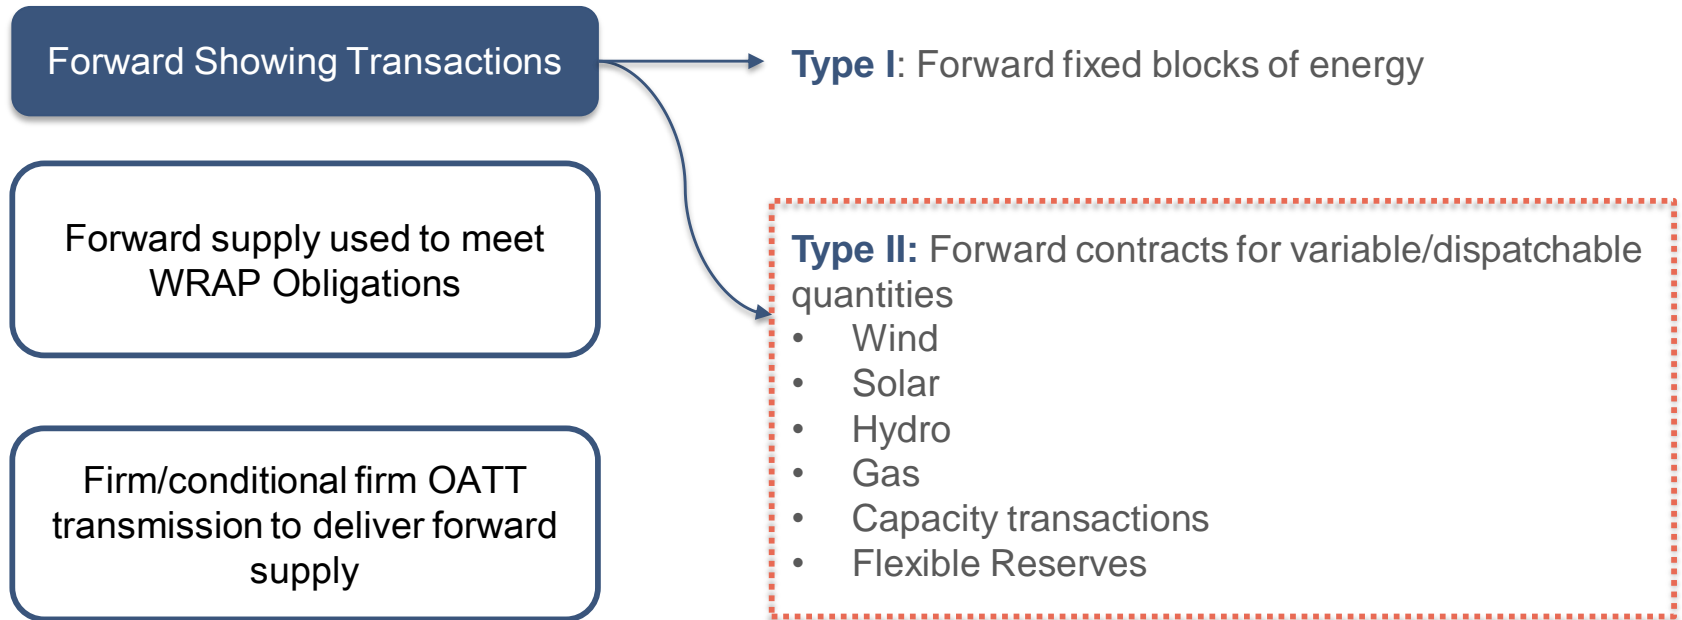 Forward Showing Transactions
Type I: Forward fixed blocks of energy
Forward supply used to meet
WRAP Obligations
Firm/conditional firm OATT
transmission to deliver forward
supply
Type II: Forward contracts for variable/dispatchable
quantities
• Wind
• Solar
• Hydro
• Gas
• Capacity transactions
• Flexible Reserves